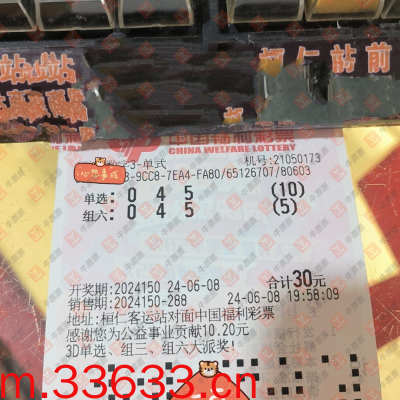 桓仁站前
中国福利彩票
CHINA WELFARE LOTTERY
3-单式 机号:21050173
-9CC8-7EA4-FA80/65126707/80603
单选: 0 4 5 (10)
组六: 0 4 5 (5)
开奖期:2024150 24-06-08 合计30元
销售期:2024150-288 24-06-08 19:58:09
地址:桓仁客运站对面中国福利彩票
感谢您为公益事业贡献10.20元
3D单选、组三、组六大派奖!
m.33633.cn